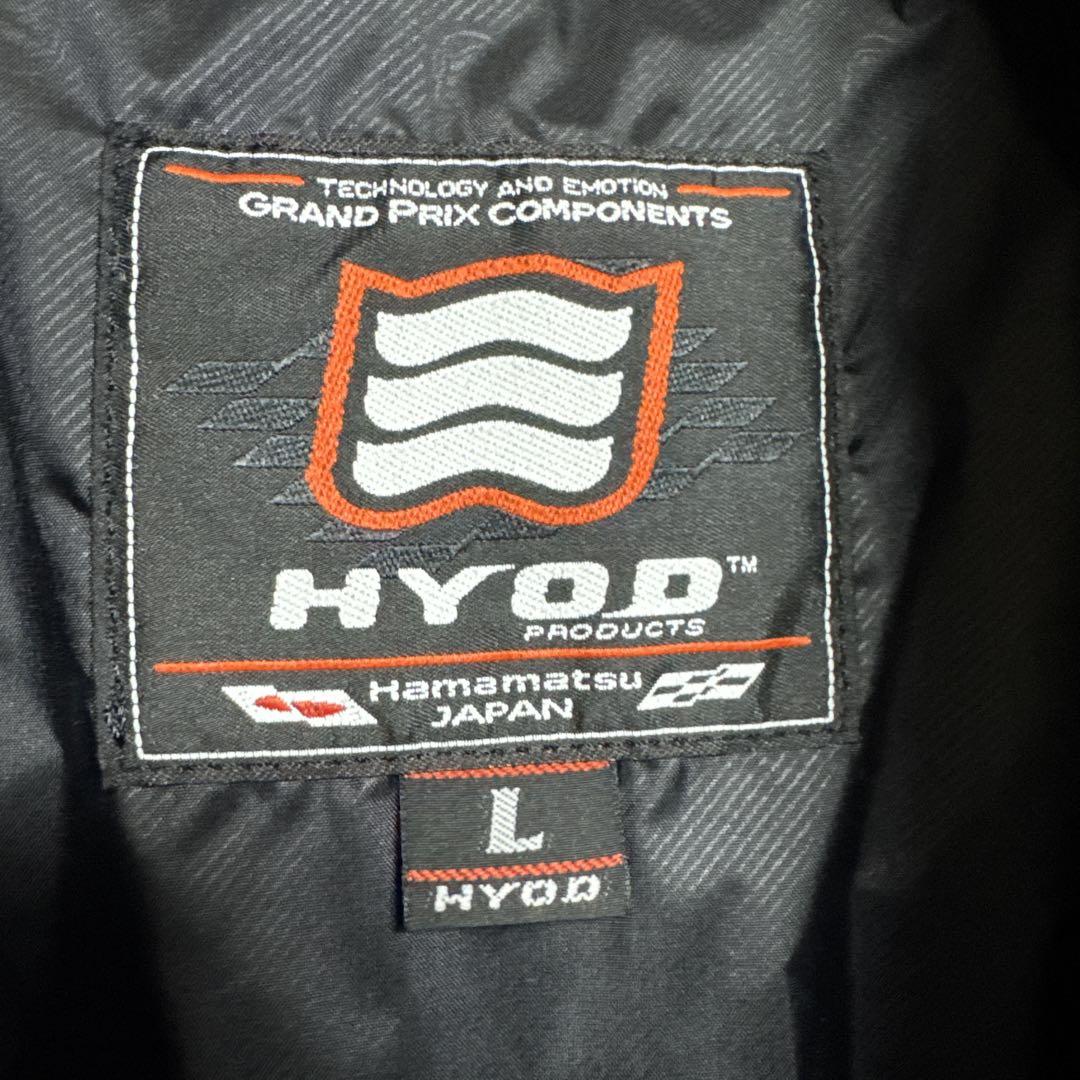 TECHNOLOGY AND EMOTION
GRAND PRIX COMPONENTS
HYOD™
PRODUCTS
Hamamatsu
JAPAN
L
HYOD